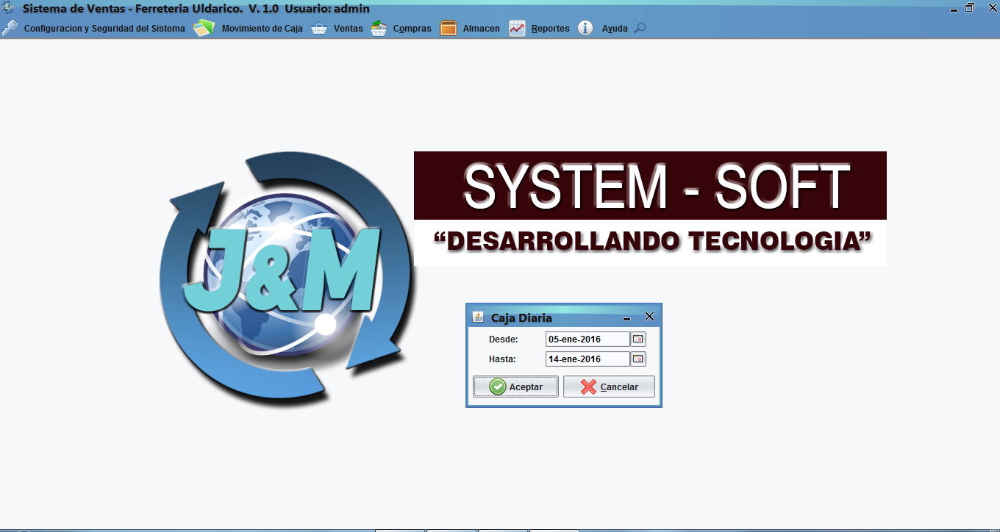 Sistema de Ventas - Ferreteria Uldarico. V. 1.0 Usuario: admin
Configuracion y Seguridad del Sistema Movimiento de Caja Ventas Compras Almacen Reportes Ayuda
SYSTEM - SOFT
“DESARROLLANDO TECNOLOGIA”
J&M
Caja Diaria
Desde: 05-ene-2016
Hasta: 14-ene-2016
Aceptar Cancelar